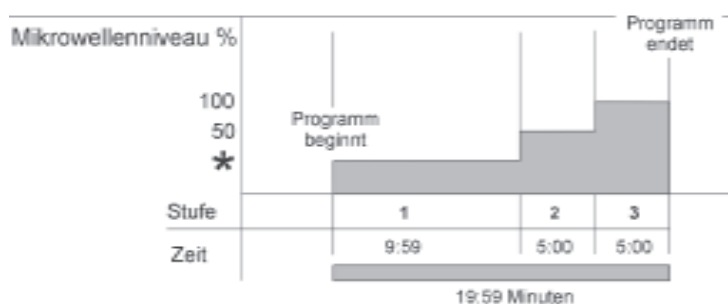 Programm
endet
Mikrowellenniveau %
100
Programm
beginnt
50
*
Stufe 1 2 3
Zeit 9:59 5:00 5:00
19:59 Minuten